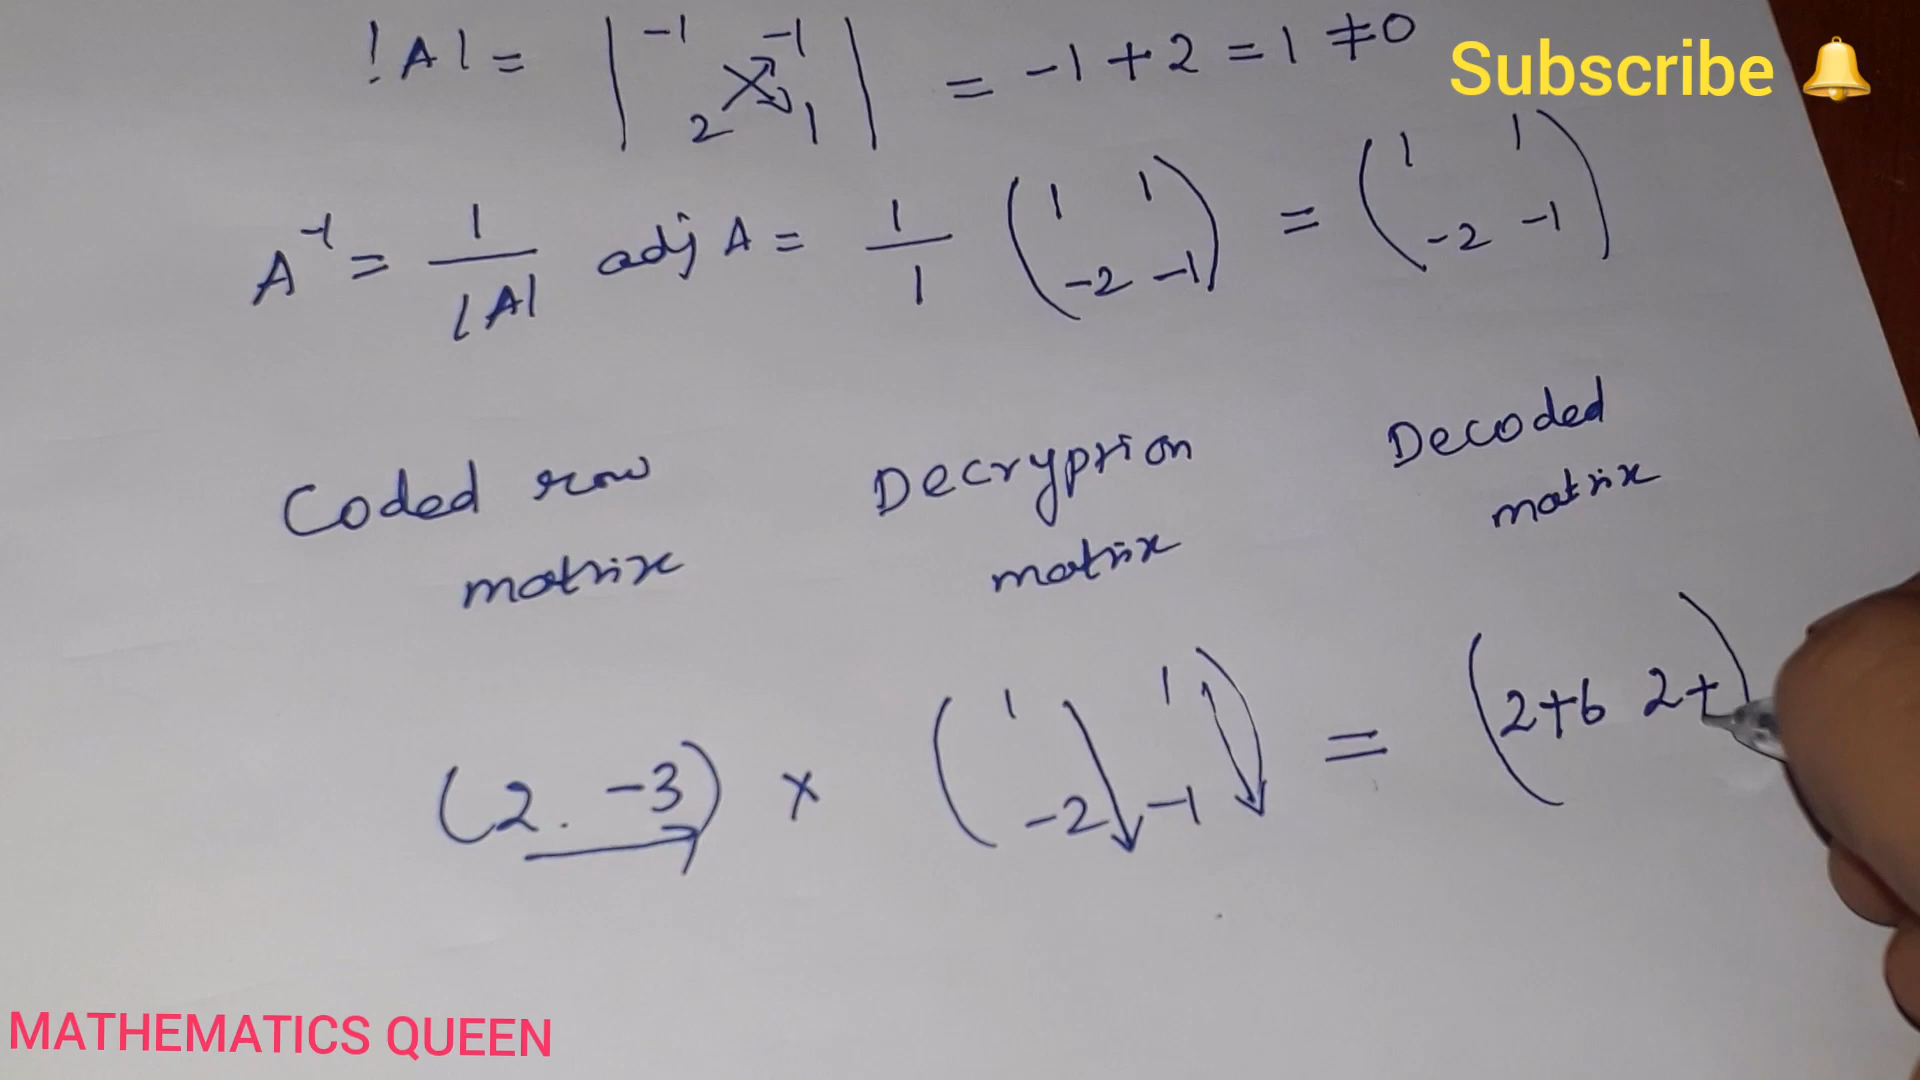 |A| = | -1 -1 | = -1+2 = 1 ≠0
2 1
Subscribe 🔔
A⁻¹ = 1/|A| adj A = 1/1 ( 1 1 ) = ( 1 1 )
-2 -1 -2 -1
Coded row Decryption Decoded
matrix matrix matrix
(2 -3) × ( 1 1 ) = (2+6 2+)
-2 -1
MATHEMATICS QUEEN